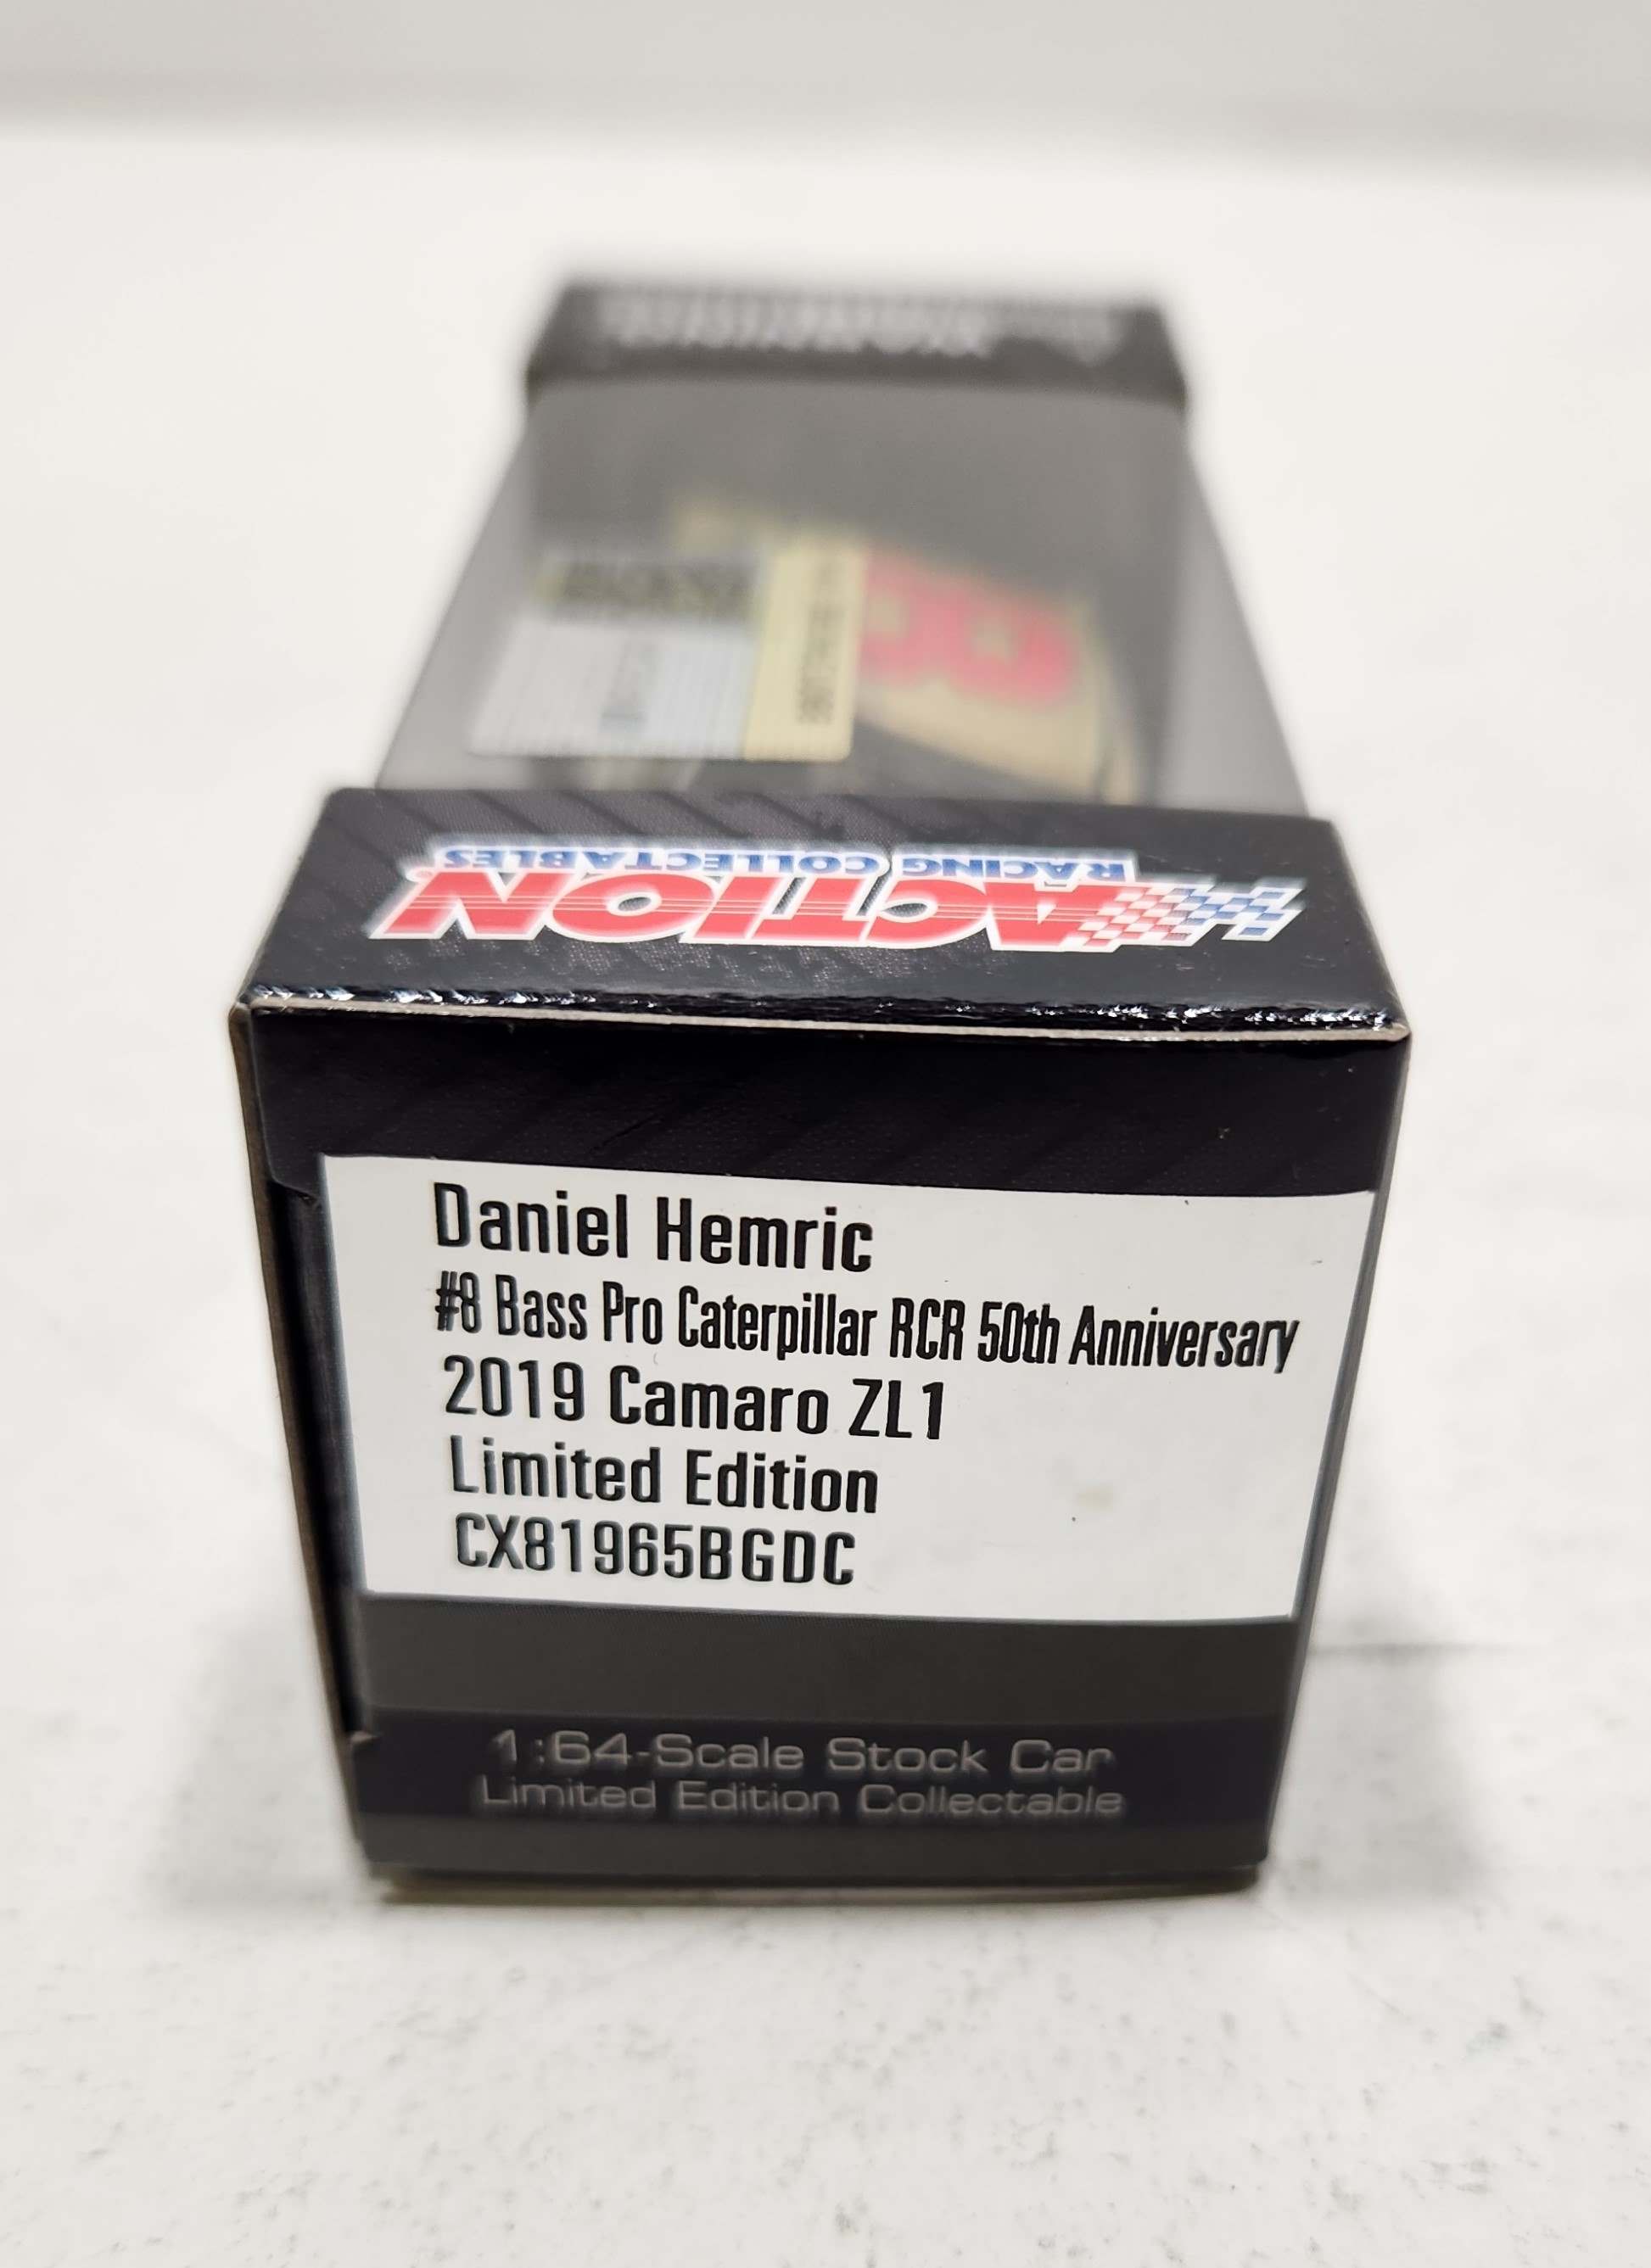 8
ACTION
RACING COLLECTABLES
Daniel Hemric
#8 Bass Pro Caterpillar RCR 50th Anniversary
2019 Camaro ZL1
Limited Edition
CX81965BGDC
1:64-Scale Stock Car
Limited Edition Collectable